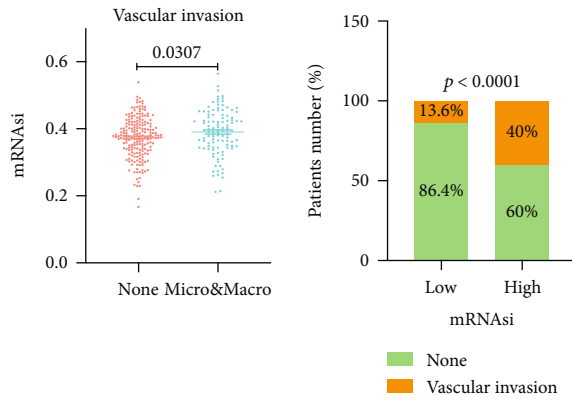 Vascular invasion
0.0307
0.6
0.4
0.2
0.0
mRNAsi
None Micro&Macro
150
100
50
0
Patients number (%)
p < 0.0001
13.6%
40%
86.4%
60%
Low High
mRNAsi
None
Vascular invasion